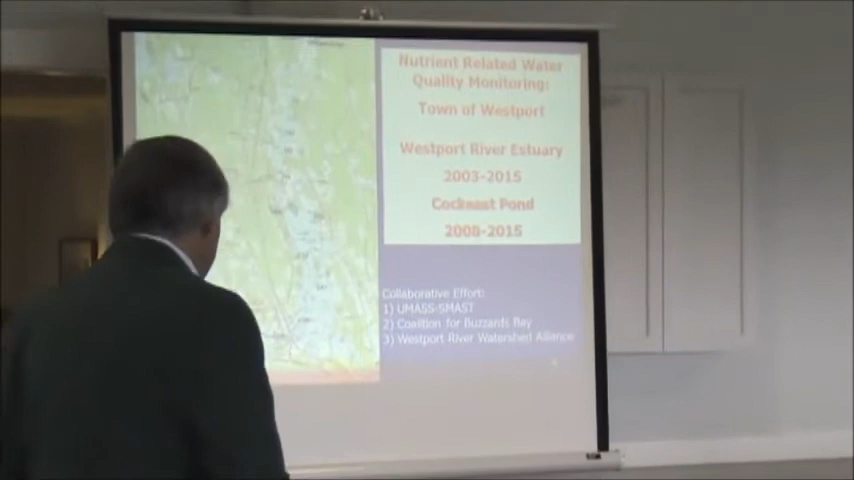 Nutrient Related Water
Quality Monitoring:
Town of Westport
Westport River Estuary
2003-2015
Cockeast Pond
2008-2015
Collaborative Effort:
1) UMASS-SMAST
2) Coalition for Buzzards Bay
3) Westport River Watershed Alliance